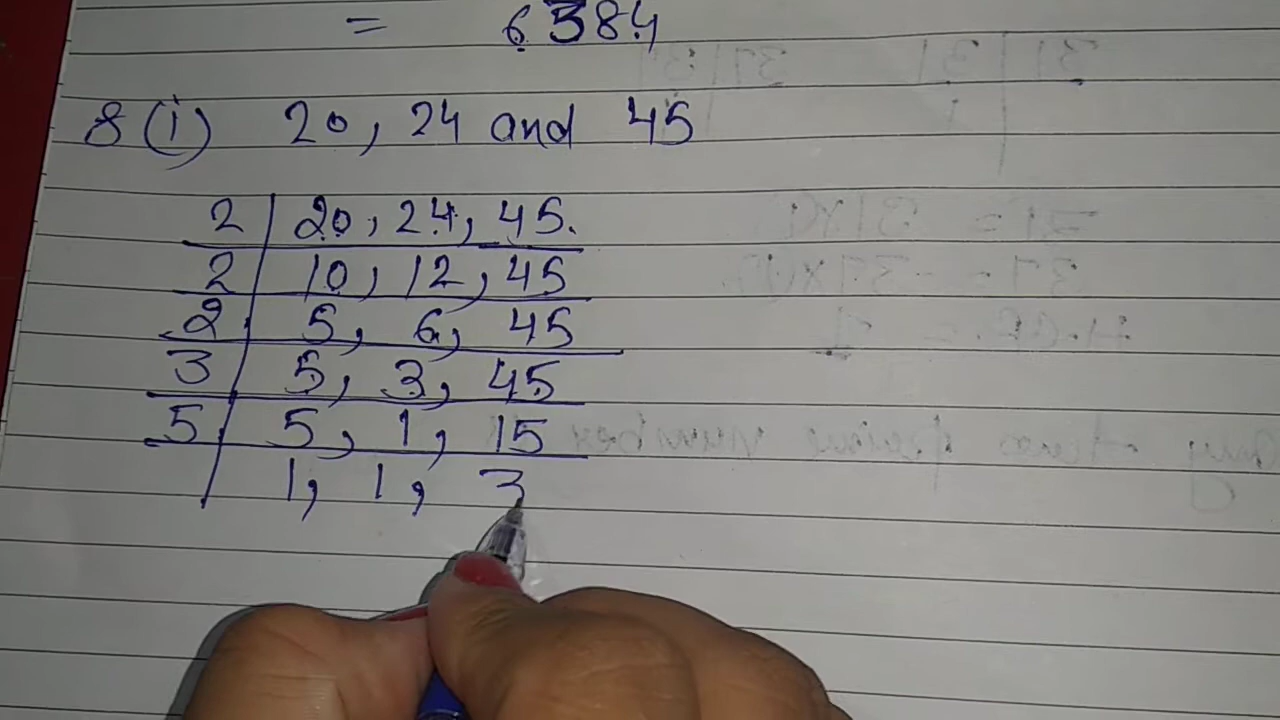 = 6384
8 (i) 20, 24 and 45
2 | 20, 24, 45.
2 | 10, 12, 45
2 | 5, 6, 45
3 | 5, 3, 45
5 | 5, 1, 15
| 1, 1, 3